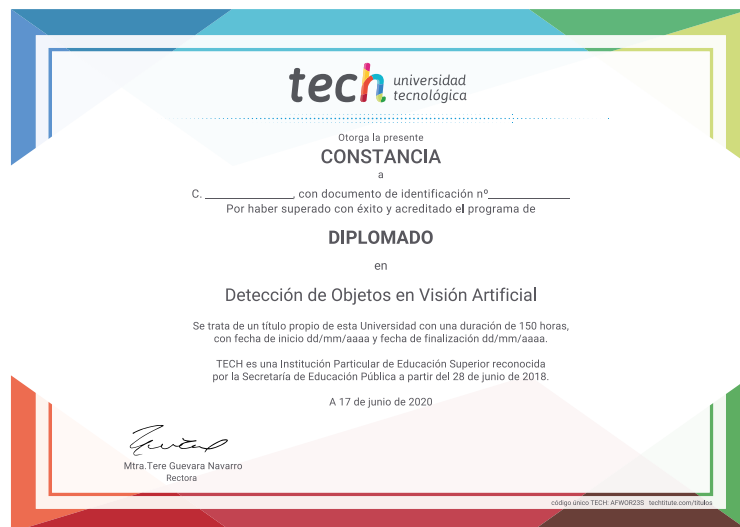 tech universidad
tecnológica
Otorga la presente
CONSTANCIA
a
C. ______________, con documento de identificación nº______________
Por haber superado con éxito y acreditado el programa de
DIPLOMADO
en
Detección de Objetos en Visión Artificial
Se trata de un título propio de esta Universidad con una duración de 150 horas,
con fecha de inicio dd/mm/aaaa y fecha de finalización dd/mm/aaaa.
TECH es una Institución Particular de Educación Superior reconocida
por la Secretaría de Educación Pública a partir del 28 de junio de 2018.
A 17 de junio de 2020
Mtra.Tere Guevara Navarro
Rectora
código único TECH: AFWOR23S techtitute.com/titulos